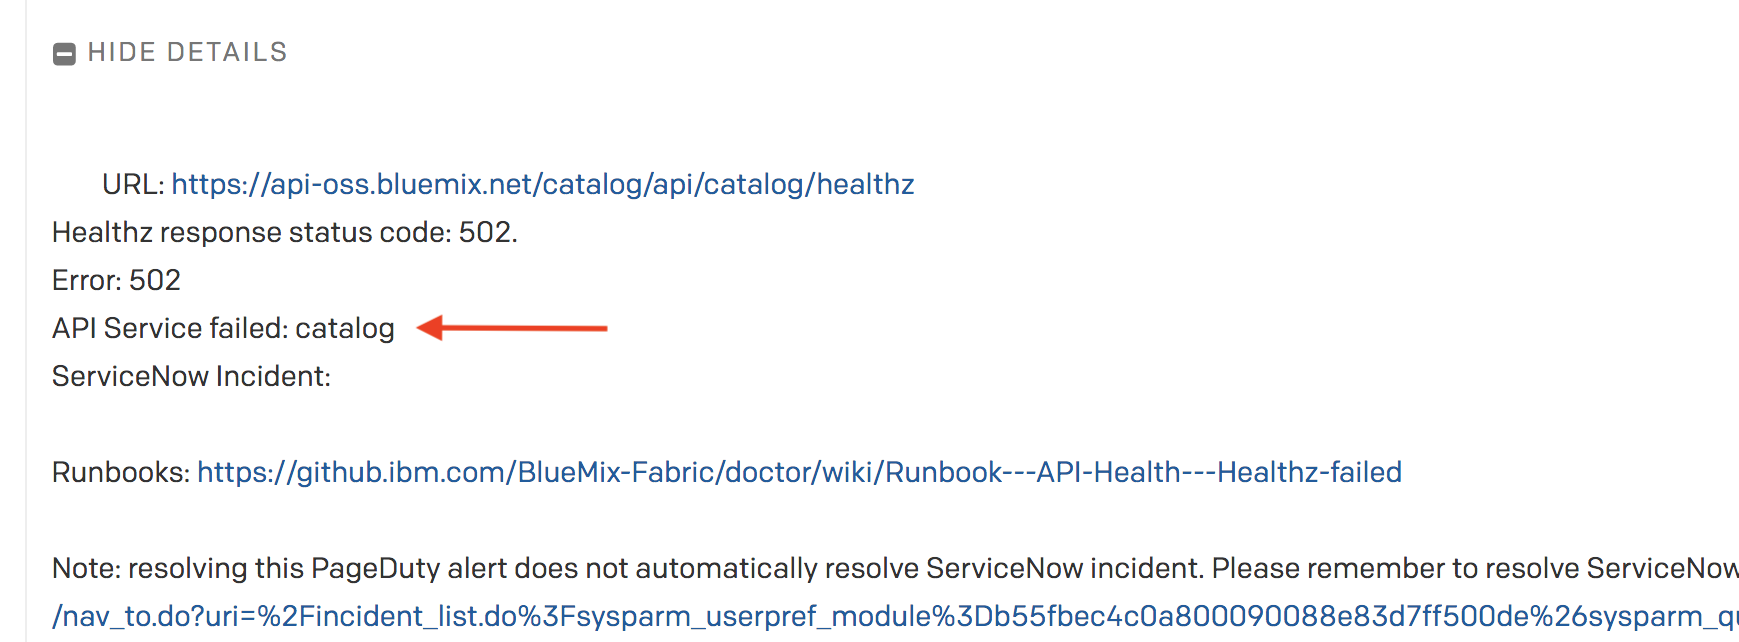 HIDE DETAILS
URL: https://api-oss.bluemix.net/catalog/api/catalog/healthz
Healthz response status code: 502.
Error: 502
API Service failed: catalog
ServiceNow Incident:
Runbooks: https://github.ibm.com/BlueMix-Fabric/doctor/wiki/Runbook---API-Health---Healthz-failed
Note: resolving this PageDuty alert does not automatically resolve ServiceNow incident. Please remember to resolve ServiceNow
/nav_to.do?uri=%2Fincident_list.do%3Fsysparm_userpref_module%3Db55fbec4c0a800090088e83d7ff500de%26sysparm_qu